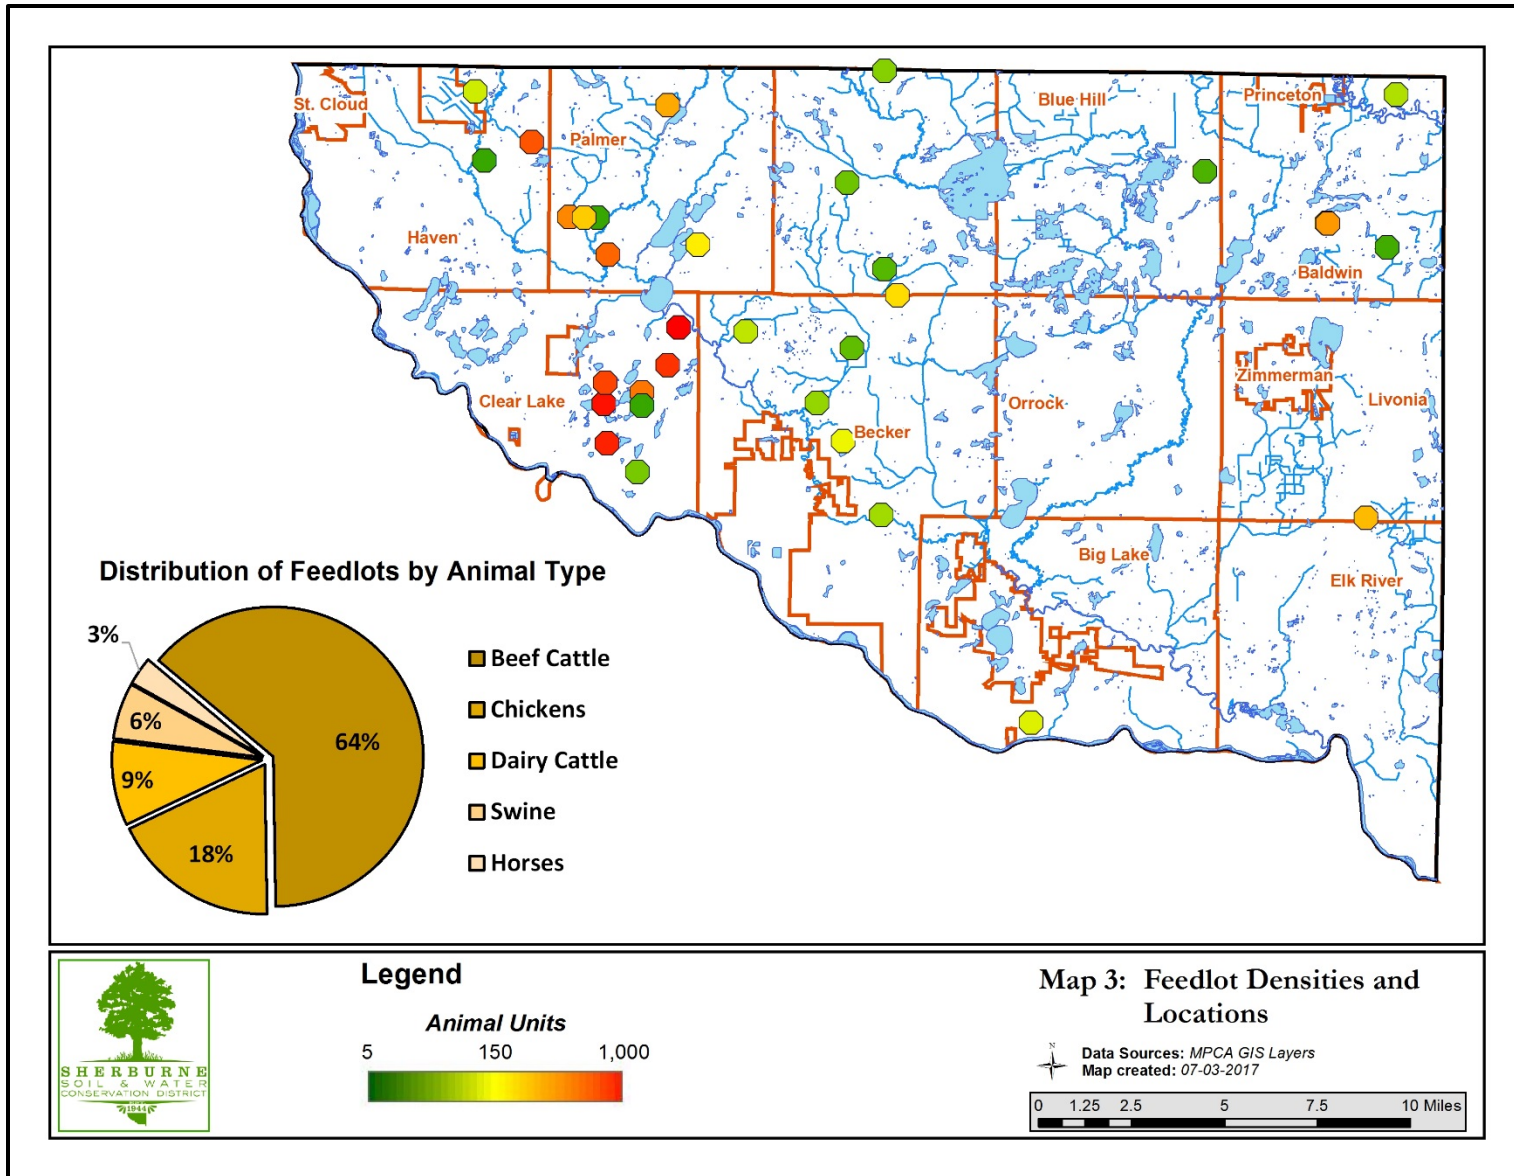 St. Cloud
Palmer
Blue Hill
Princeton
Haven
Baldwin
Clear Lake
Becker
Orrock
Zimmerman
Livonia
Big Lake
Elk River
Distribution of Feedlots by Animal Type
3%
6%
9%
18%
64%
Beef Cattle
Chickens
Dairy Cattle
Swine
Horses
SHERBURNE
SOIL & WATER
CONSERVATION DISTRICT
1944
Legend
Animal Units
5 150 1,000
Map 3: Feedlot Densities and
Locations
N
Data Sources: MPCA GIS Layers
Map created: 07-03-2017
0 1.25 2.5 5 7.5 10 Miles